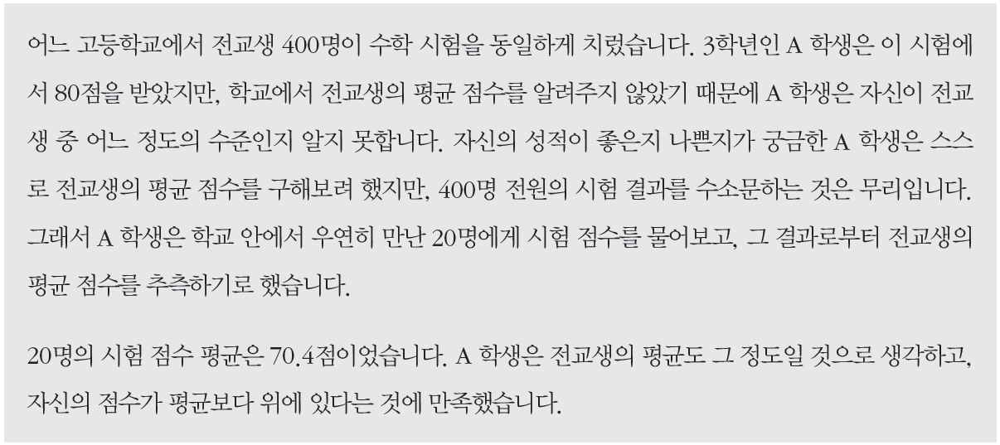 어느 고등학교에서 전교생 400명이 수학 시험을 동일하게 치렀습니다. 3학년인 A 학생은 이 시험에
서 80점을 받았지만, 학교에서 전교생의 평균 점수를 알려주지 않았기 때문에 A 학생은 자신이 전교
생 중 어느 정도의 수준인지 알지 못합니다. 자신의 성적이 좋은지 나쁜지가 궁금한 A 학생은 스스
로 전교생의 평균 점수를 구해보려 했지만, 400명 전원의 시험 결과를 수소문하는 것은 무리입니다.
그래서 A 학생은 학교 안에서 우연히 만난 20명에게 시험 점수를 물어보고, 그 결과로부터 전교생의
평균 점수를 추측하기로 했습니다.
20명의 시험 점수 평균은 70.4점이었습니다. A 학생은 전교생의 평균도 그 정도일 것으로 생각하고,
자신의 점수가 평균보다 위에 있다는 것에 만족했습니다.